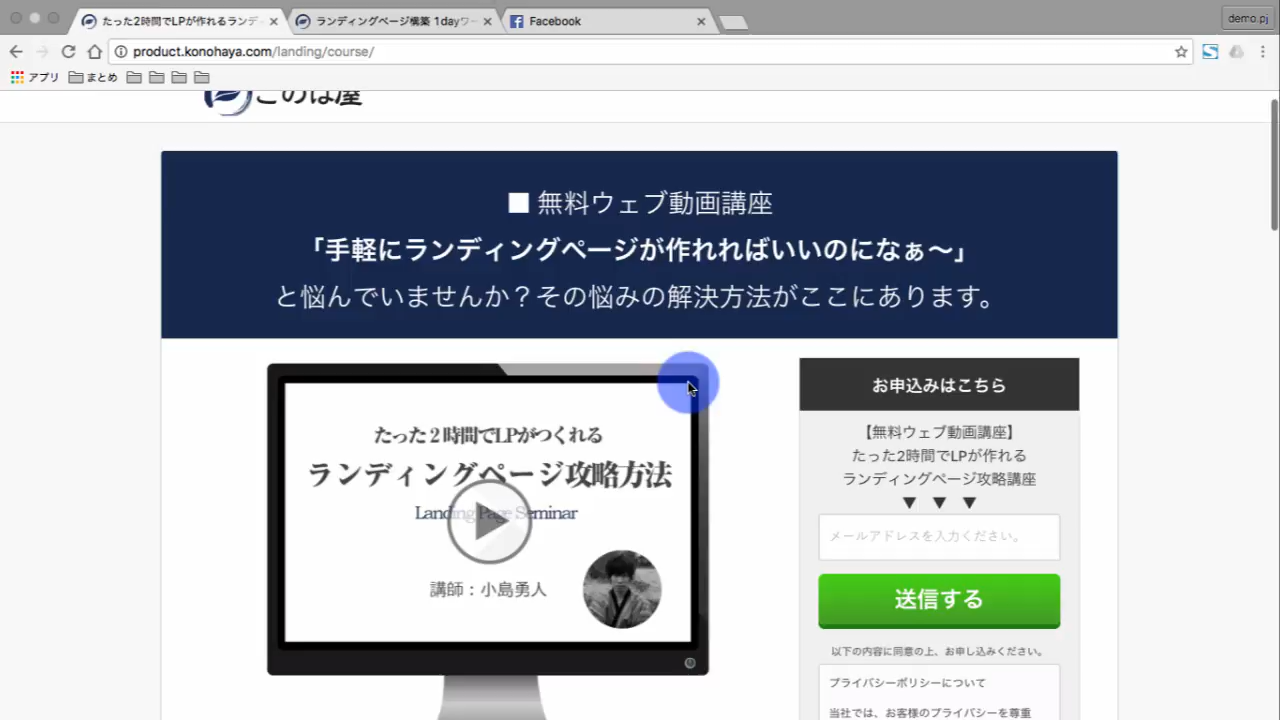 たった2時間でLPが作れるランデ
ランディングページ構築 1dayワー
Facebook
demo.pj
product.konohaya.com/landing/course/
アプリ
まとめ
このは屋
■ 無料ウェブ動画講座
「手軽にランディングページが作れればいいのになぁ〜」
と悩んでいませんか？その悩みの解決方法がここにあります。
たった２時間でLPがつくれる
ランディングページ攻略方法
Landing Page Seminar
講師：小島勇人
お申込みはこちら
【無料ウェブ動画講座】
たった2時間でLPが作れる
ランディングページ攻略講座
▼ ▼ ▼
メールアドレスを入力ください。
送信する
以下の内容に同意の上、お申し込みください。
プライバシーポリシーについて
当社では、お客様のプライバシーを尊重